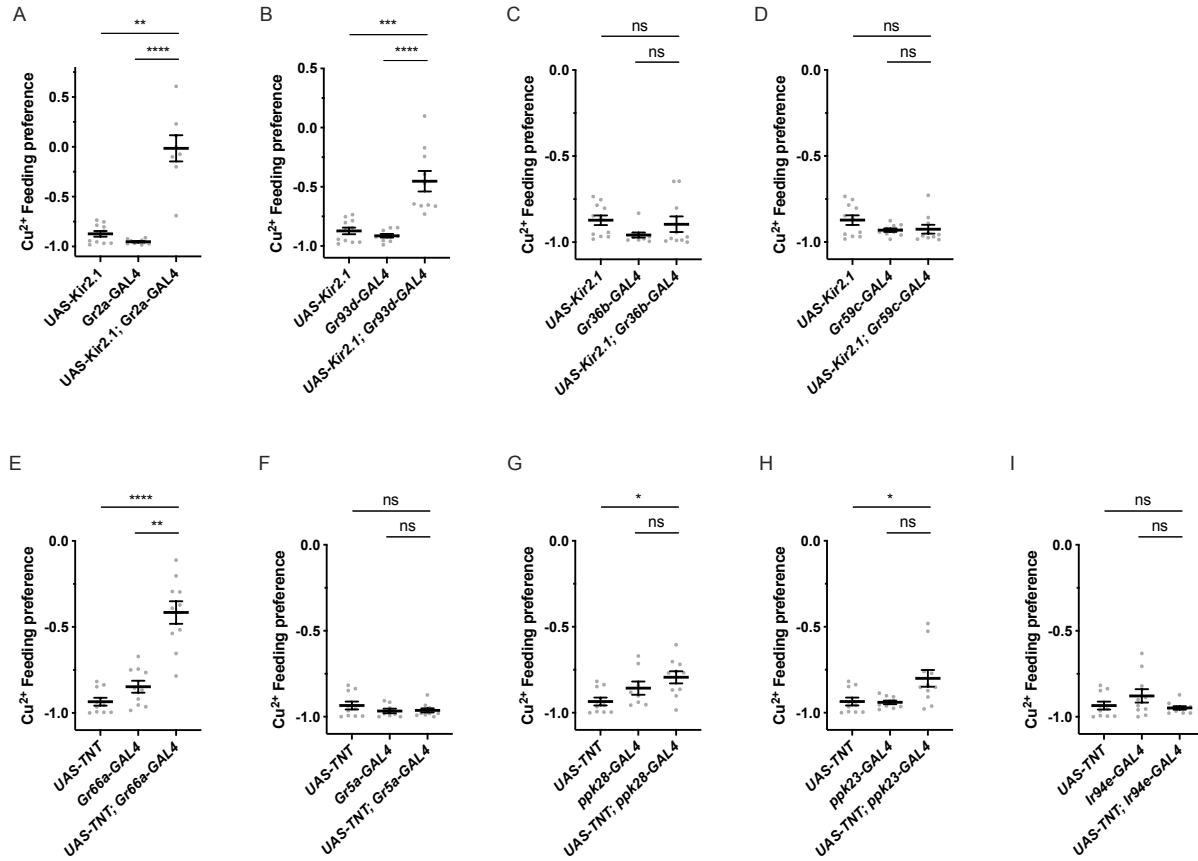 A
**
****
Cu2+ Feeding preference
0.5
0.0
-0.5
-1.0
UAS-Kir2.1
Gr2a-GAL4
UAS-Kir2.1; Gr2a-GAL4
B
***
****
Cu2+ Feeding preference
0.5
0.0
-0.5
-1.0
UAS-Kir2.1
Gr93d-GAL4
UAS-Kir2.1; Gr93d-GAL4
C
ns
ns
Cu2+ Feeding preference
0.0
-0.5
-1.0
UAS-Kir2.1
Gr36b-GAL4
UAS-Kir2.1; Gr36b-GAL4
D
ns
ns
Cu2+ Feeding preference
0.0
-0.5
-1.0
UAS-Kir2.1
Gr59c-GAL4
UAS-Kir2.1; Gr59c-GAL4
E
****
**
Cu2+ Feeding preference
0.0
-0.5
-1.0
UAS-TNT
Gr66a-GAL4
UAS-TNT; Gr66a-GAL4
F
ns
ns
Cu2+ Feeding preference
0.0
-0.5
-1.0
UAS-TNT
Gr5a-GAL4
UAS-TNT; Gr5a-GAL4
G
*
ns
Cu2+ Feeding preference
0.0
-0.5
-1.0
UAS-TNT
ppk28-GAL4
UAS-TNT; ppk28-GAL4
H
*
ns
Cu2+ Feeding preference
0.0
-0.5
-1.0
UAS-TNT
ppk23-GAL4
UAS-TNT; ppk23-GAL4
I
ns
ns
Cu2+ Feeding preference
0.0
-0.5
-1.0
UAS-TNT
Ir94e-GAL4
UAS-TNT; Ir94e-GAL4